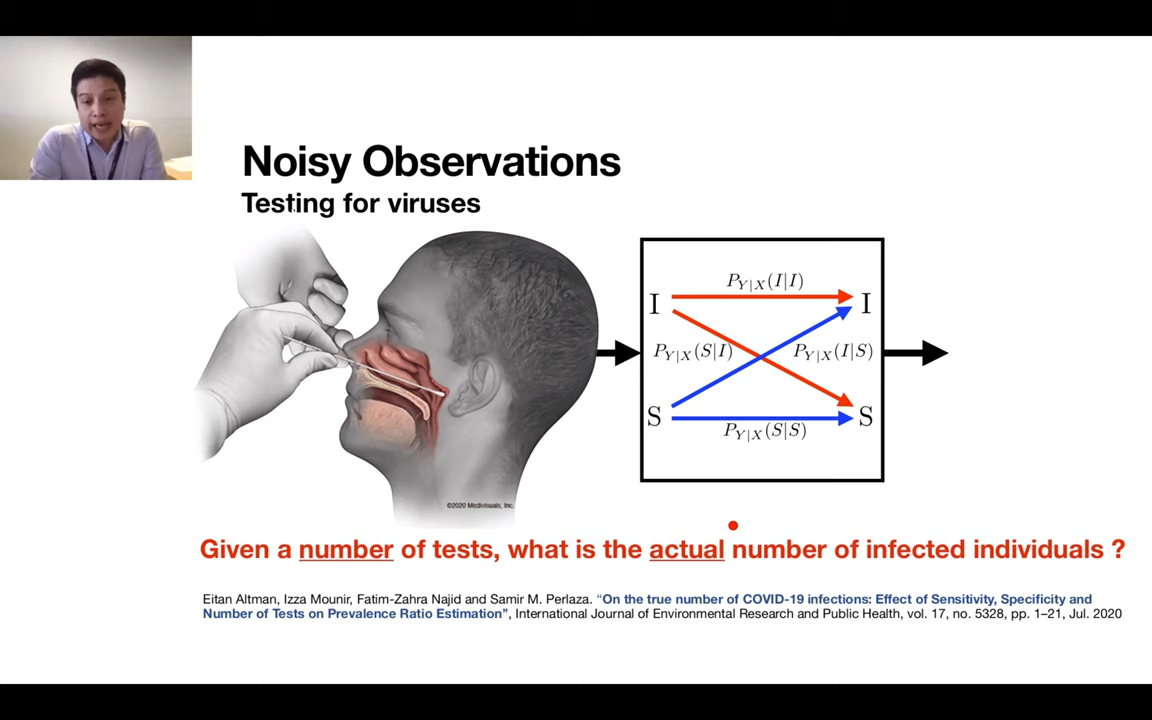 Noisy Observations
Testing for viruses
P_{Y|X}(I|I)
I
I
P_{Y|X}(S|I)
P_{Y|X}(I|S)
S
S
P_{Y|X}(S|S)
©2020 Medivisuals, Inc.
Given a number of tests, what is the actual number of infected individuals ?
Eitan Altman, Izza Mounir, Fatim-Zahra Najid and Samir M. Perlaza. “On the true number of COVID-19 infections: Effect of Sensitivity, Specificity and
Number of Tests on Prevalence Ratio Estimation”, International Journal of Environmental Research and Public Health, vol. 17, no. 5328, pp. 1–21, Jul. 2020